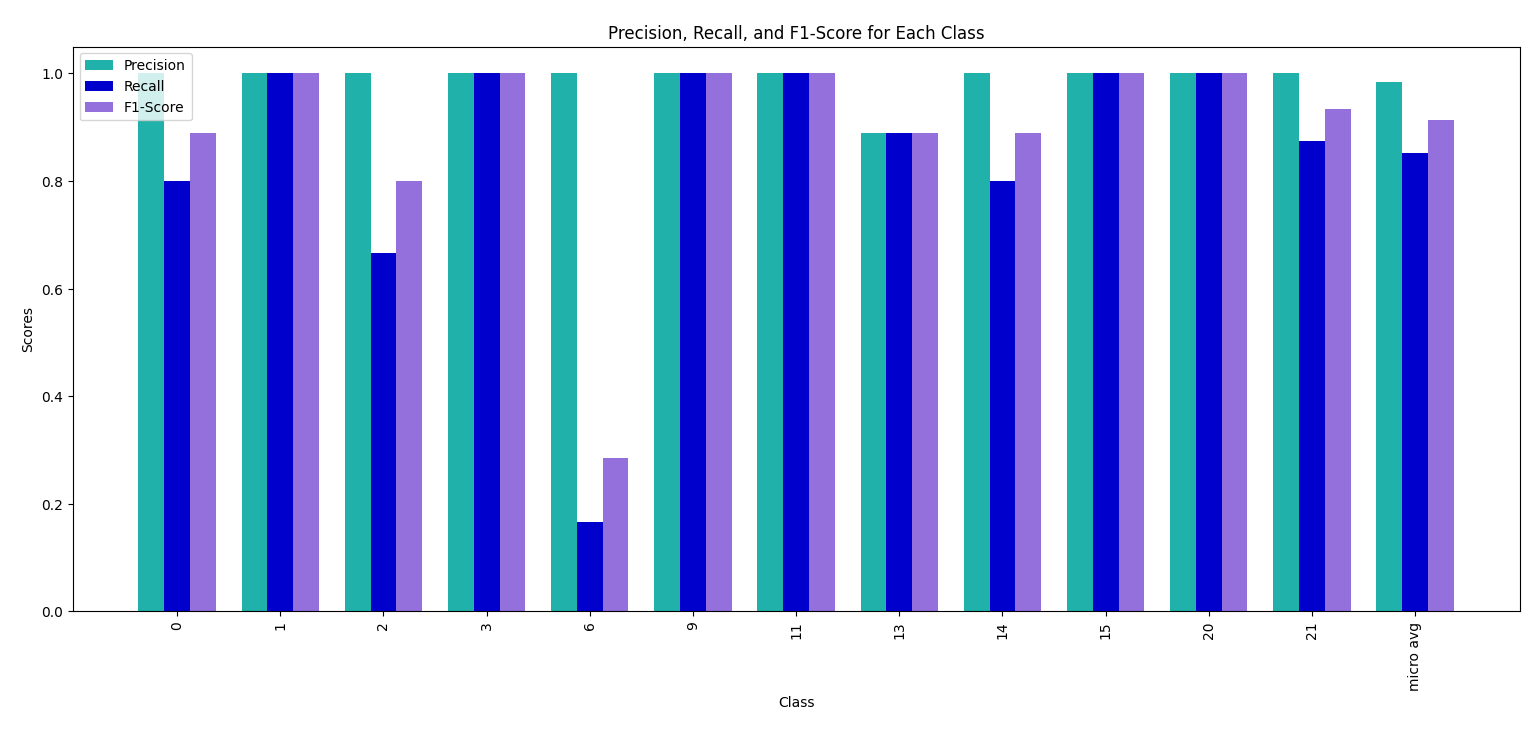 Precision, Recall, and F1-Score for Each Class
Precision
Recall
F1-Score
Scores
1.0
0.8
0.6
0.4
0.2
0.0
0
1
2
3
6
9
11
13
14
15
20
21
micro avg
Class